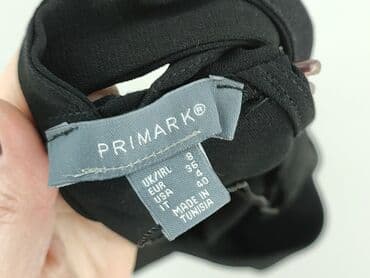 PRIMARK®
UK/IRL 8
EUR 36
USA 4
IT 40
MADE IN
TUNISIA